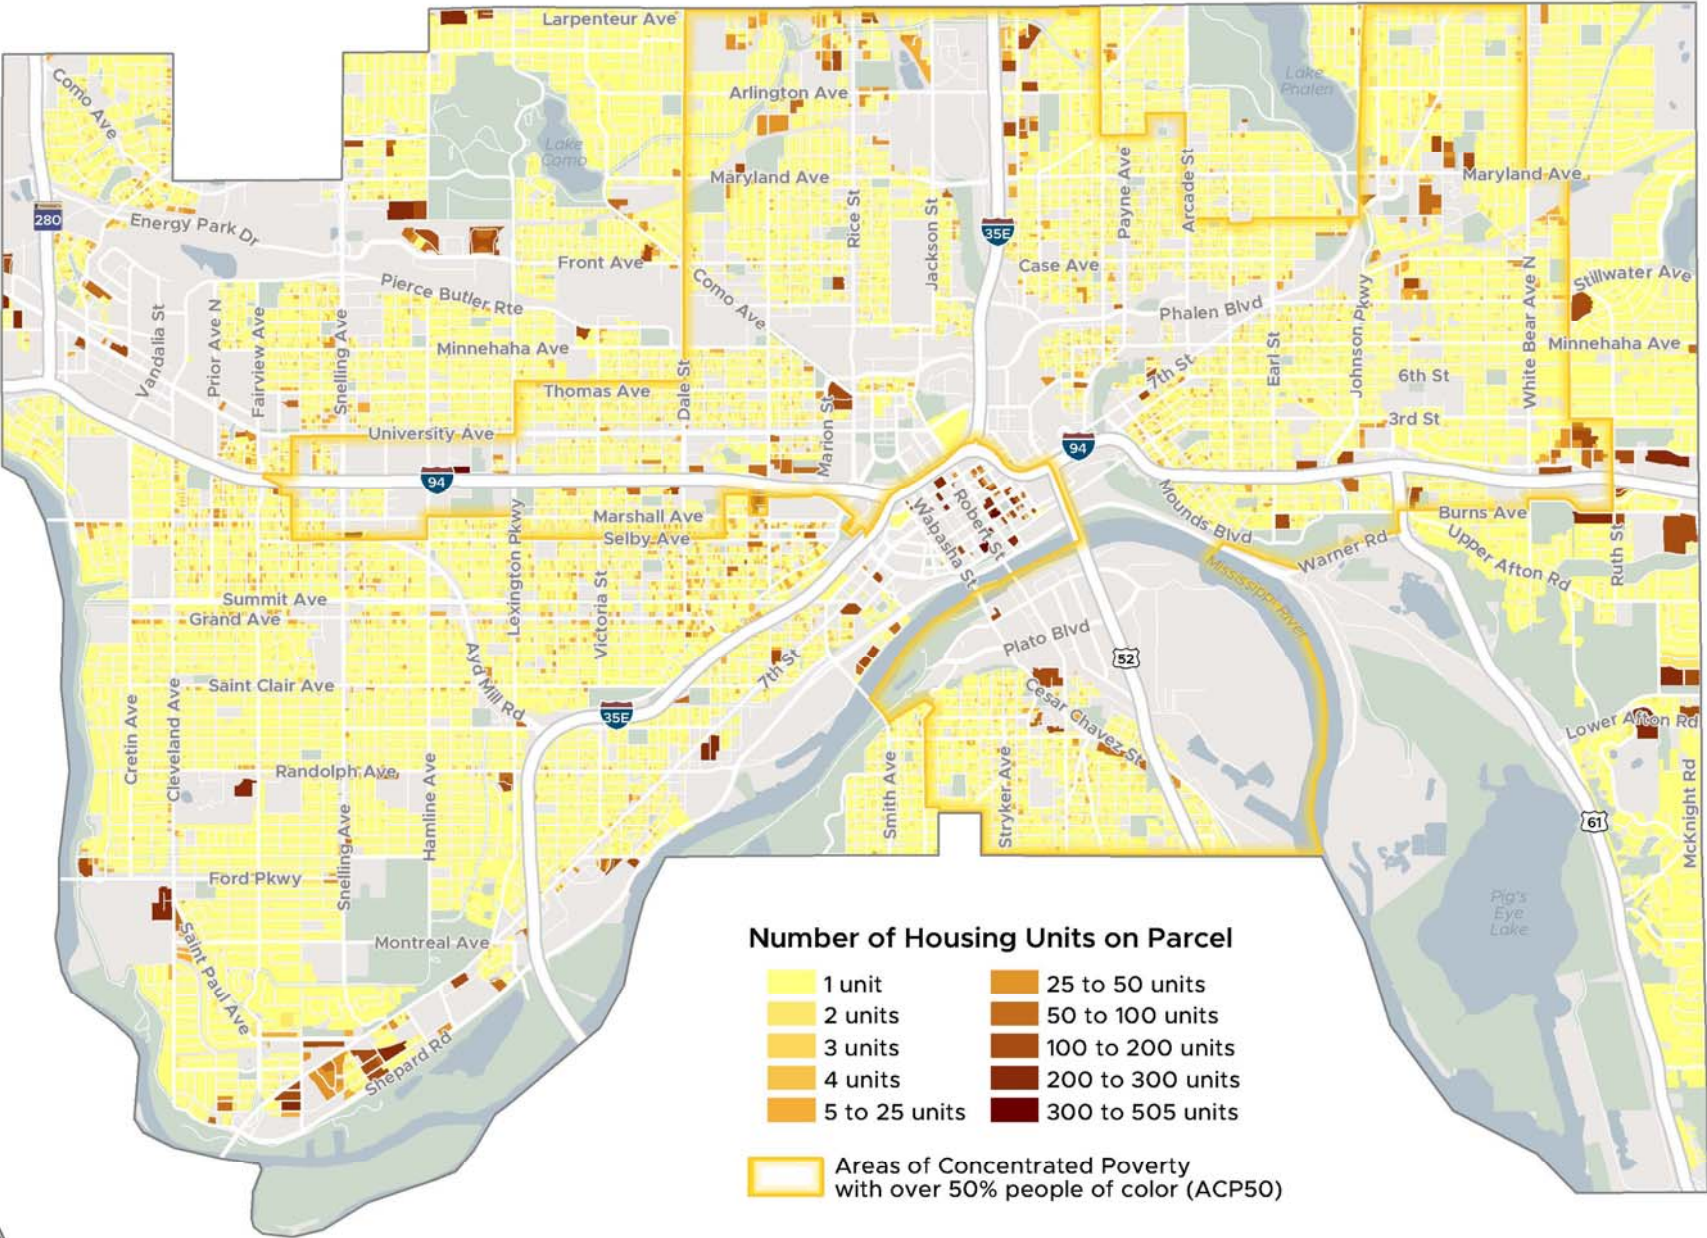 Larpenteur Ave
Como Ave
Lake
Phalen
Arlington Ave
Lake
Como
Maryland Ave
Maryland Ave
Payne Ave
Arcade St
280
Energy Park Dr
Rice St
Jackson St
35E
Front Ave
Case Ave
Como Ave
Stillwater Ave
Pierce Butler Rte
Phalen Blvd
Vandalia St
Prior Ave N
Fairview Ave
Snelling Ave
Minnehaha Ave
Minnehaha Ave
Earl St
Johnson Pkwy
White Bear Ave N
7th St
6th St
Thomas Ave
Dale St
Marion St
3rd St
University Ave
94
94
Lexington Pkwy
Marshall Ave
Selby Ave
Robert St
Wabasha St
Mounds Blvd
Burns Ave
Warner Rd
Upper Afton Rd
Ruth St
Mississippi River
Summit Ave
Grand Ave
Victoria St
Plato Blvd
52
Ayd Mill Rd
7th St
Saint Clair Ave
Cesar Chavez St
35E
Lower Afton Rd
Cretin Ave
Cleveland Ave
Randolph Ave
Hamline Ave
Snelling Ave
Smith Ave
Stryker Ave
McKnight Rd
61
Ford Pkwy
Pig's
Eye
Lake
Saint Paul Ave
Montreal Ave
Shepard Rd
Number of Housing Units on Parcel
1 unit
2 units
3 units
4 units
5 to 25 units
25 to 50 units
50 to 100 units
100 to 200 units
200 to 300 units
300 to 505 units
Areas of Concentrated Poverty
with over 50% people of color (ACP50)